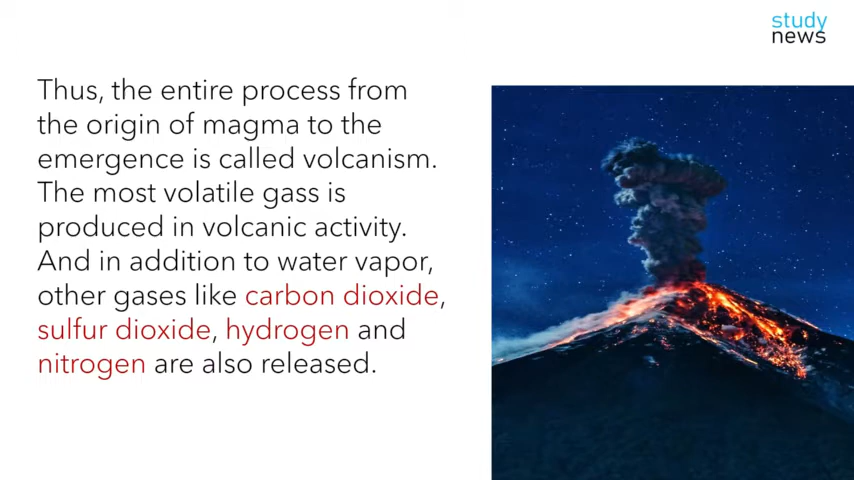 study
news
Thus, the entire process from
the origin of magma to the
emergence is called volcanism.
The most volatile gass is
produced in volcanic activity.
And in addition to water vapor,
other gases like carbon dioxide,
sulfur dioxide, hydrogen and
nitrogen are also released.